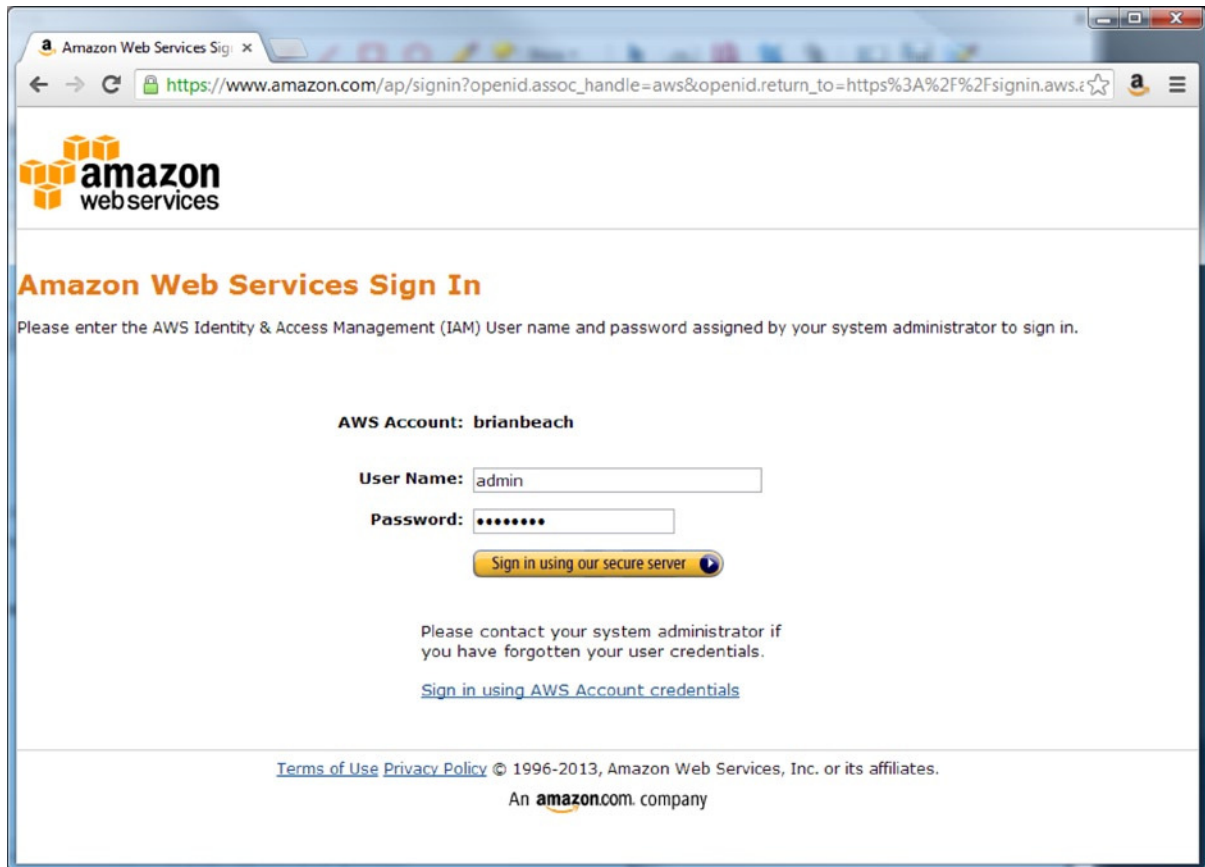 Amazon Web Services Sig
https://www.amazon.com/ap/signin?openid.assoc_handle=aws&openid.return_to=https%3A%2F%2Fsignin.aws.a
amazon
webservices
Amazon Web Services Sign In
Please enter the AWS Identity & Access Management (IAM) User name and password assigned by your system administrator to sign in.
AWS Account: brianbeach
User Name: admin
Password: ••••••••
Sign in using our secure server
Please contact your system administrator if
you have forgotten your user credentials.
Sign in using AWS Account credentials
Terms of Use Privacy Policy © 1996-2013, Amazon Web Services, Inc. or its affiliates.
An amazon.com. company